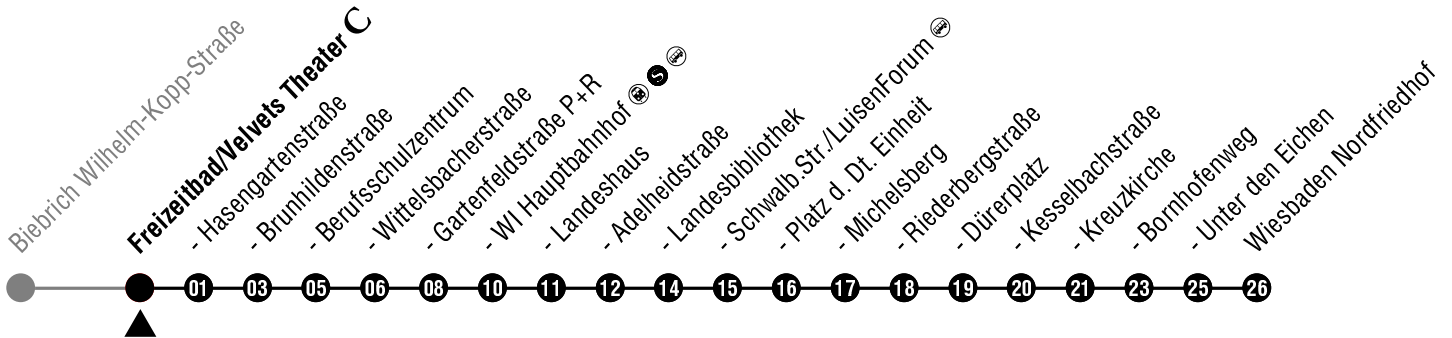 Biebrich Wilhelm-Kopp-Straße
Freizeitbad/Velvets Theater C
- Hasengartenstraße
- Brunhildenstraße
- Berufsschulzentrum
- Wittelsbacherstraße
- Gartenfeldstraße P+R
- WI Hauptbahnhof S
- Landeshaus
- Adelheidstraße
- Landesbibliothek
- Schwalb.Str./LuisenForum
- Platz d. Dt. Einheit
- Michelsberg
- Riederbergstraße
- Dürerplatz
- Kesselbachstraße
- Kreuzkirche
- Bornhofenweg
- Unter den Eichen
Wiesbaden Nordfriedhof
01 03 05 06 08 10 11 12 14 15 16 17 18 19 20 21 23 25 26